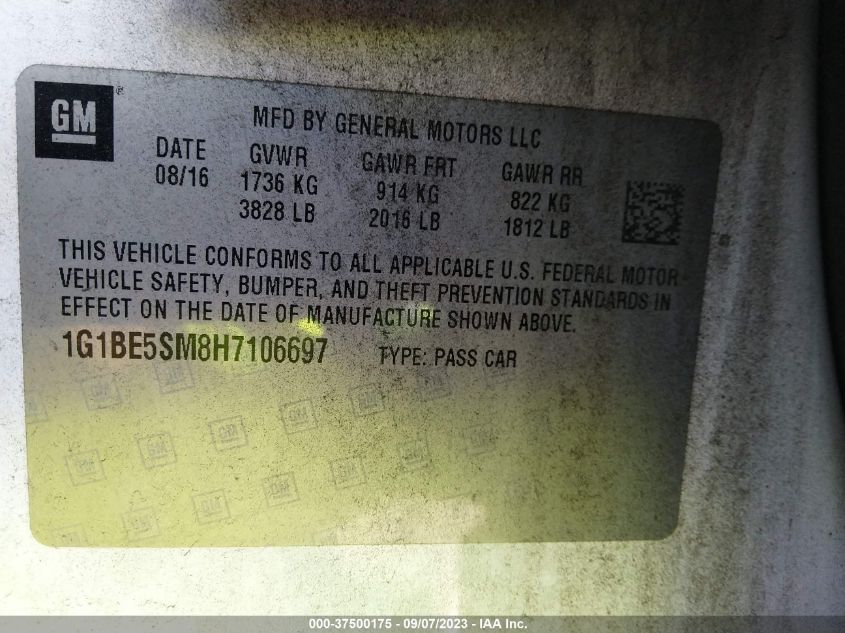 GM
®
MFD BY GENERAL MOTORS LLC
DATE GVWR GAWR FRT GAWR RR
08/16 1736 KG 914 KG 822 KG
3828 LB 2016 LB 1812 LB
THIS VEHICLE CONFORMS TO ALL APPLICABLE U.S. FEDERAL MOTOR
VEHICLE SAFETY, BUMPER, AND THEFT PREVENTION STANDARDS IN
EFFECT ON THE DATE OF MANUFACTURE SHOWN ABOVE.
1G1BE5SM8H7106697 TYPE: PASS CAR
000-37500175 - 09/07/2023 - © IAA Inc.